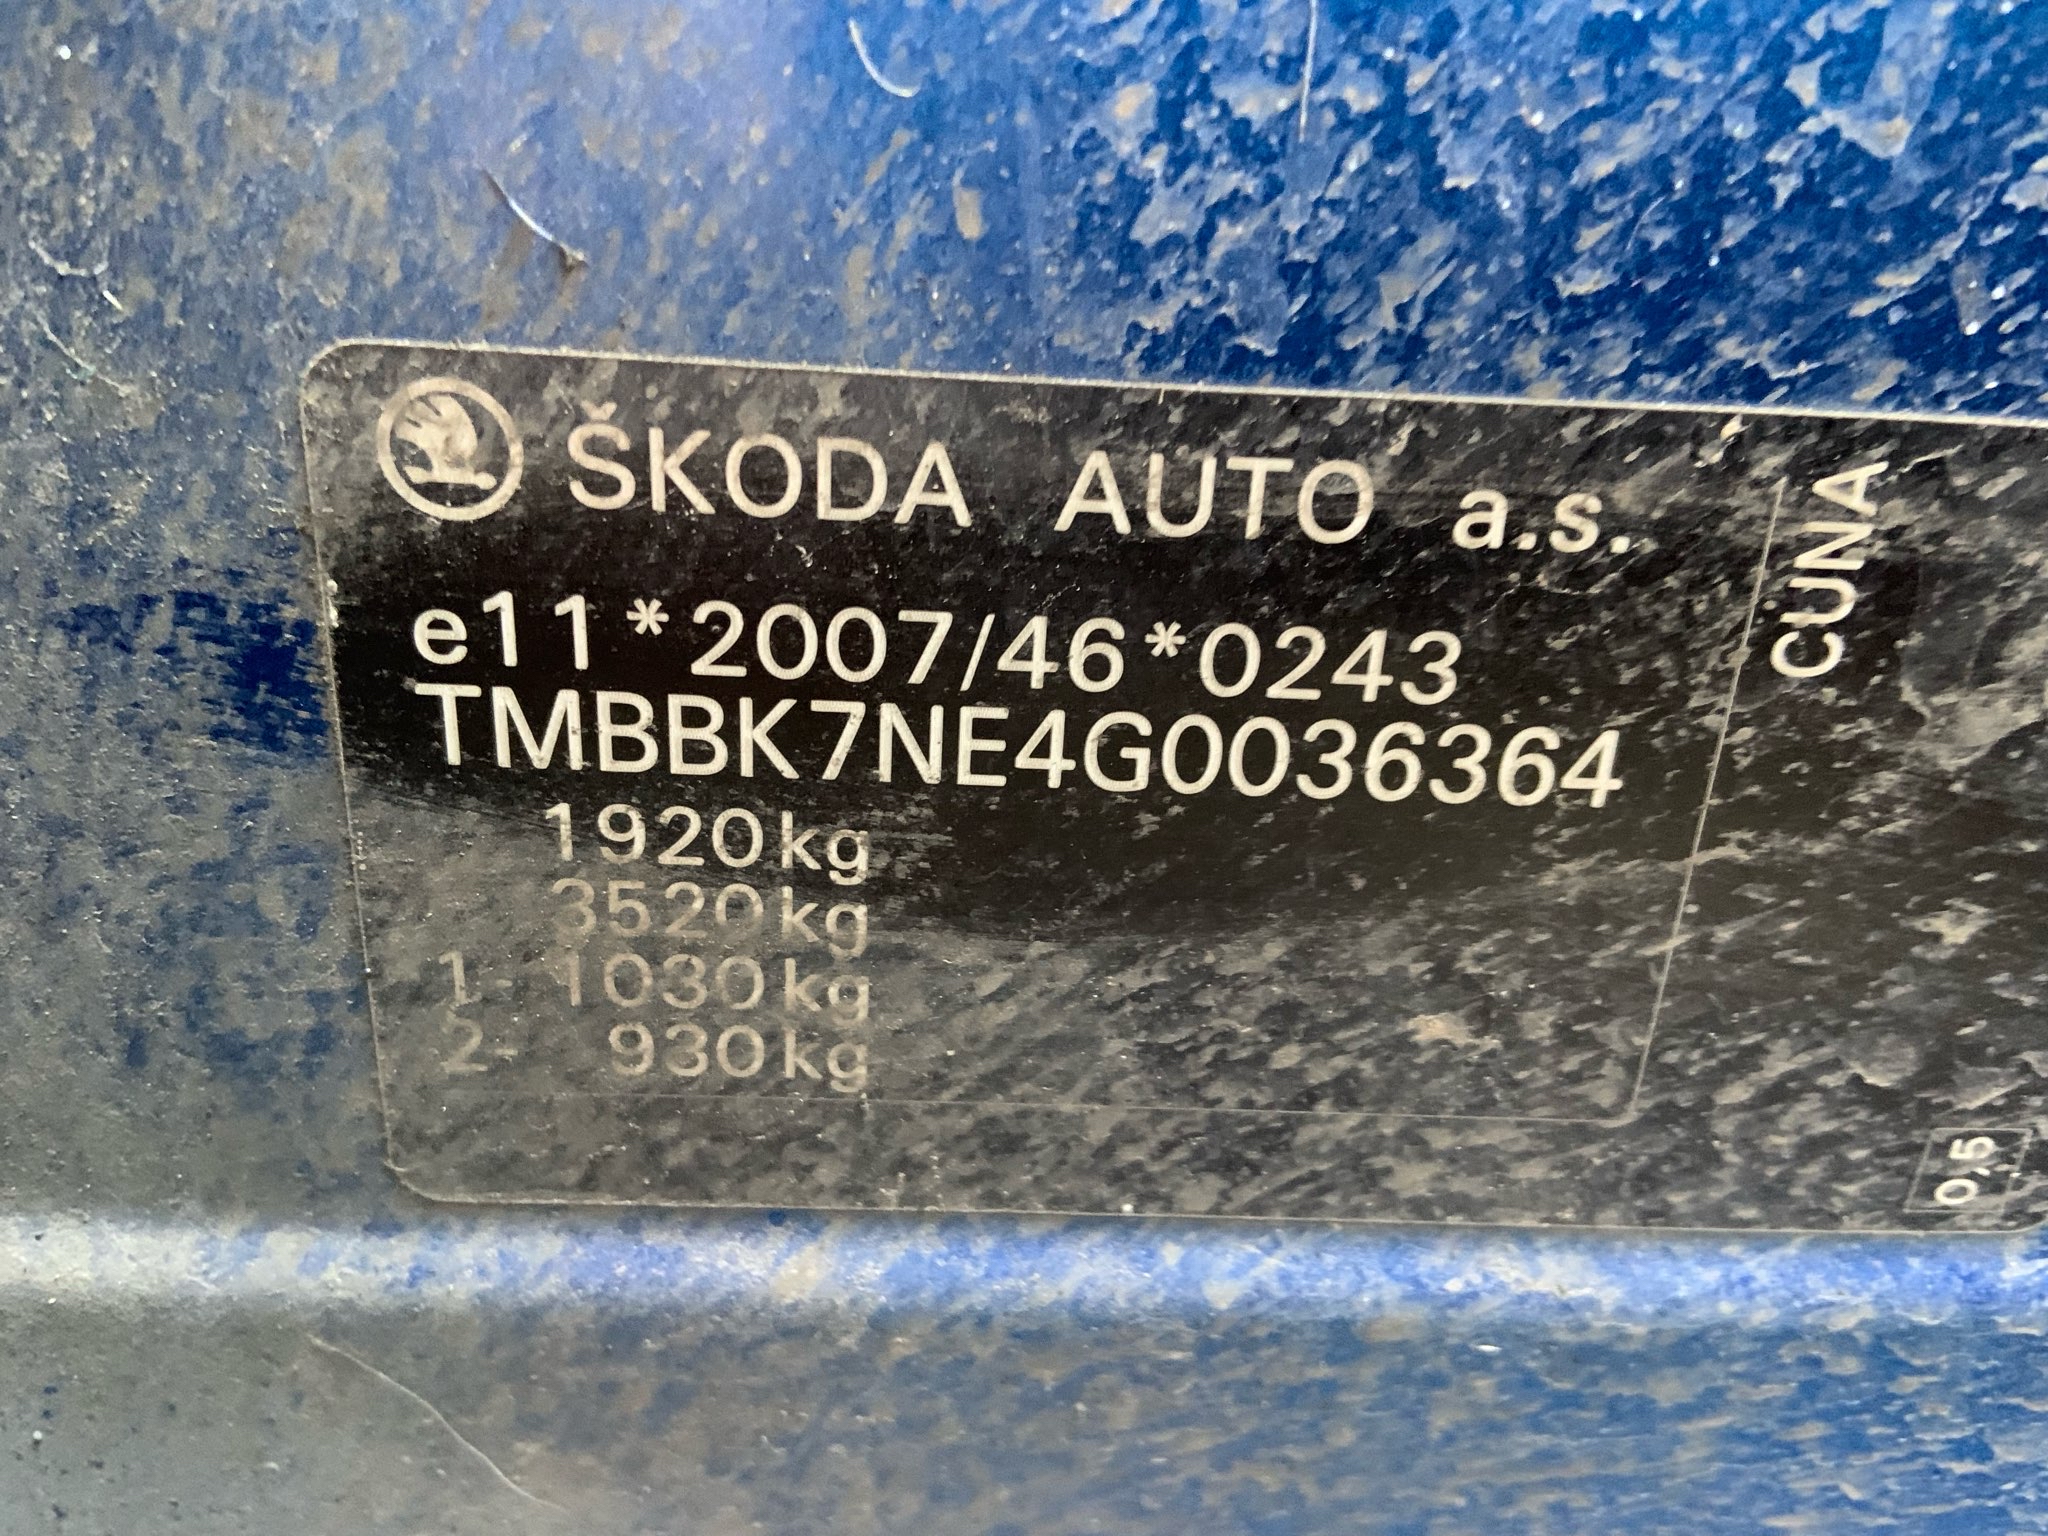 ŠKODA AUTO a.s.
e11*2007/46*0243
TMBBK7NE4G0036364
1920kg
3520kg
1- 1030kg
2- 930kg
CUNA
0,5